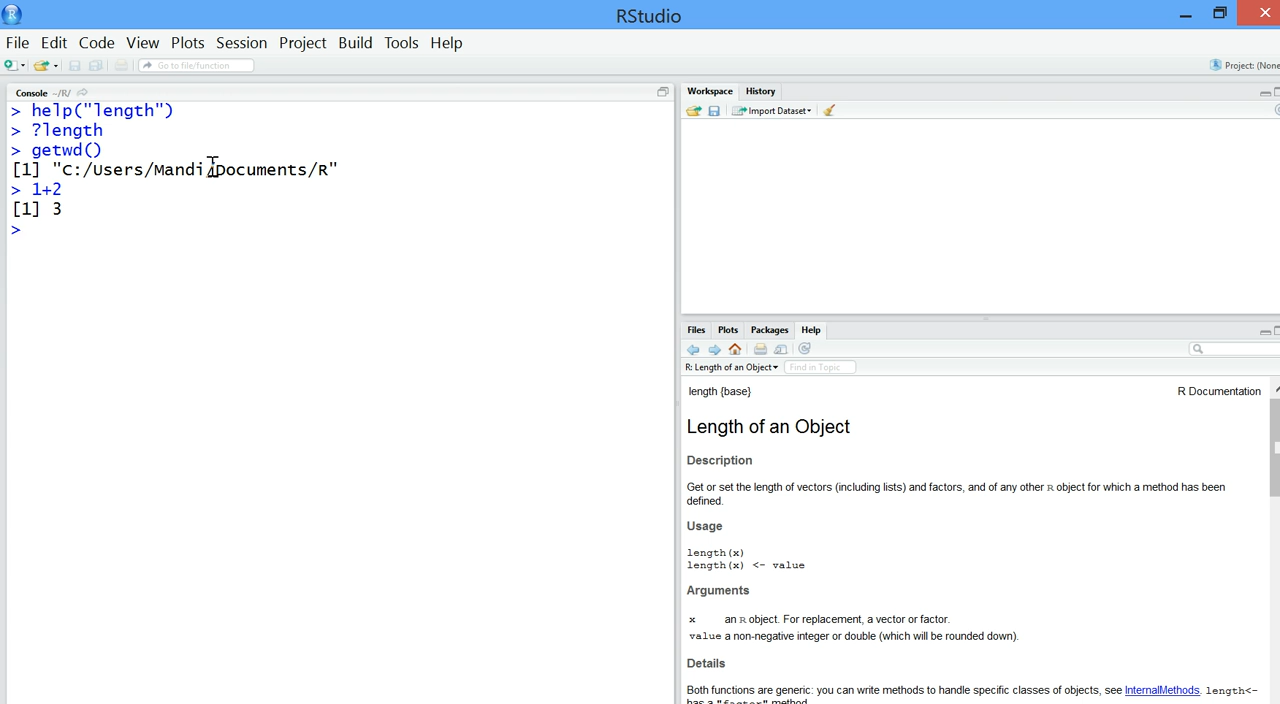 RStudio
File Edit Code View Plots Session Project Build Tools Help
Go to file/function
Project: (None
Console ~/R/
> help("length")
> ?length
> getwd()
[1] "C:/Users/Mandi/Documents/R"
> 1+2
[1] 3
>
Workspace History
Import Dataset
Files Plots Packages Help
R: Length of an Object Find in Topic
length {base} R Documentation
Length of an Object
Description
Get or set the length of vectors (including lists) and factors, and of any other R object for which a method has been
defined.
Usage
length(x)
length(x) <- value
Arguments
x an R object. For replacement, a vector or factor.
value a non-negative integer or double (which will be rounded down).
Details
Both functions are generic: you can write methods to handle specific classes of objects, see InternalMethods. length<-
has a "factor" method.